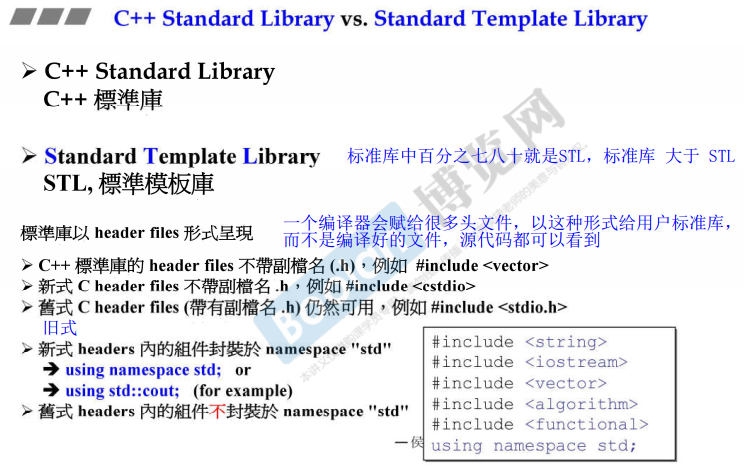 C++ Standard Library vs. Standard Template Library
➢ C++ Standard Library
C++ 標準庫
➢ Standard Template Library 标准库中百分之七八十就是STL，标准库 大于 STL
STL, 標準模板庫
標準庫以 header files 形式呈現
一个编译器会赋给很多头文件，以这种形式给用户标准库，
而不是编译好的文件，源代码都可以看到
➢ C++ 標準庫的 header files 不帶副檔名 (.h)，例如 #include <vector>
➢ 新式 C header files 不帶副檔名 .h，例如 #include <cstdio>
➢ 舊式 C header files (帶有副檔名 .h) 仍然可用，例如 #include <stdio.h>
旧式
➢ 新式 headers 內的組件封裝於 namespace "std"
➔ using namespace std; or
➔ using std::cout; (for example)
➢ 舊式 headers 內的組件不封裝於 namespace "std"
#include <string>
#include <iostream>
#include <vector>
#include <algorithm>
#include <functional>
using namespace std;
—侯
博览网
Boolan